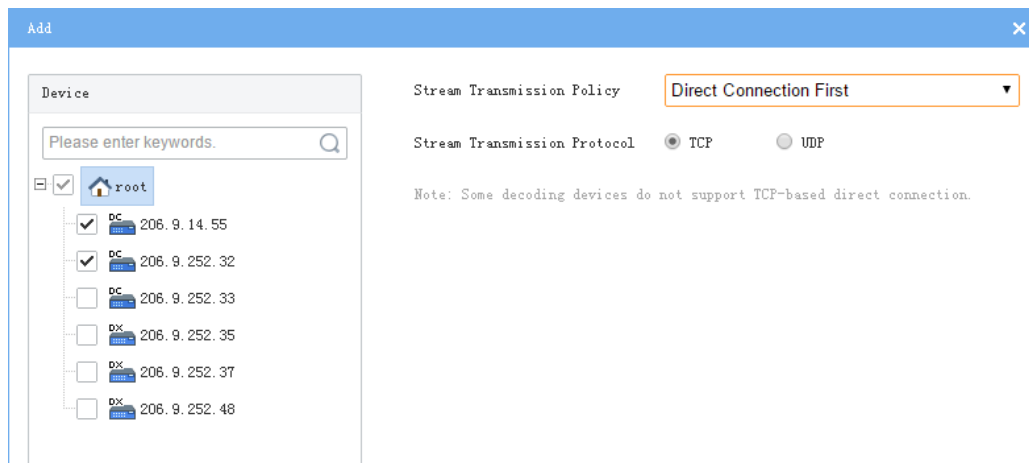 Add
Device
Please enter keywords.
root
DC
206.9.14.55
DC
206.9.252.32
DC
206.9.252.33
DX
206.9.252.35
DX
206.9.252.37
DX
206.9.252.48
Stream Transmission Policy Direct Connection First
Stream Transmission Protocol TCP UDP
Note: Some decoding devices do not support TCP-based direct connection.